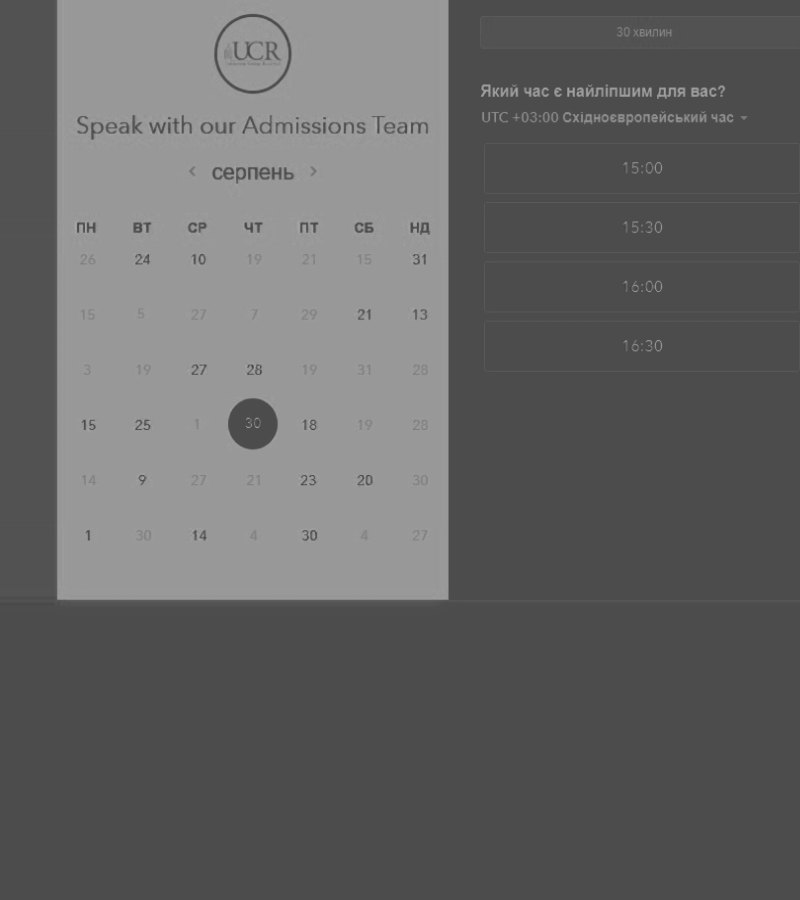 UCR
Speak with our Admissions Team
серпень
ПН ВТ СР ЧТ ПТ СБ НД
26 24 10 19 21 15 31
15 5 27 7 29 21 13
3 19 27 28 19 31 28
15 25 1 30 18 19 28
14 9 27 21 23 20 30
1 30 14 4 30 4 27
30 хвилин
Який час є найліпшим для вас?
UTC +03:00 Східноєвропейський час
15:00
15:30
16:00
16:30